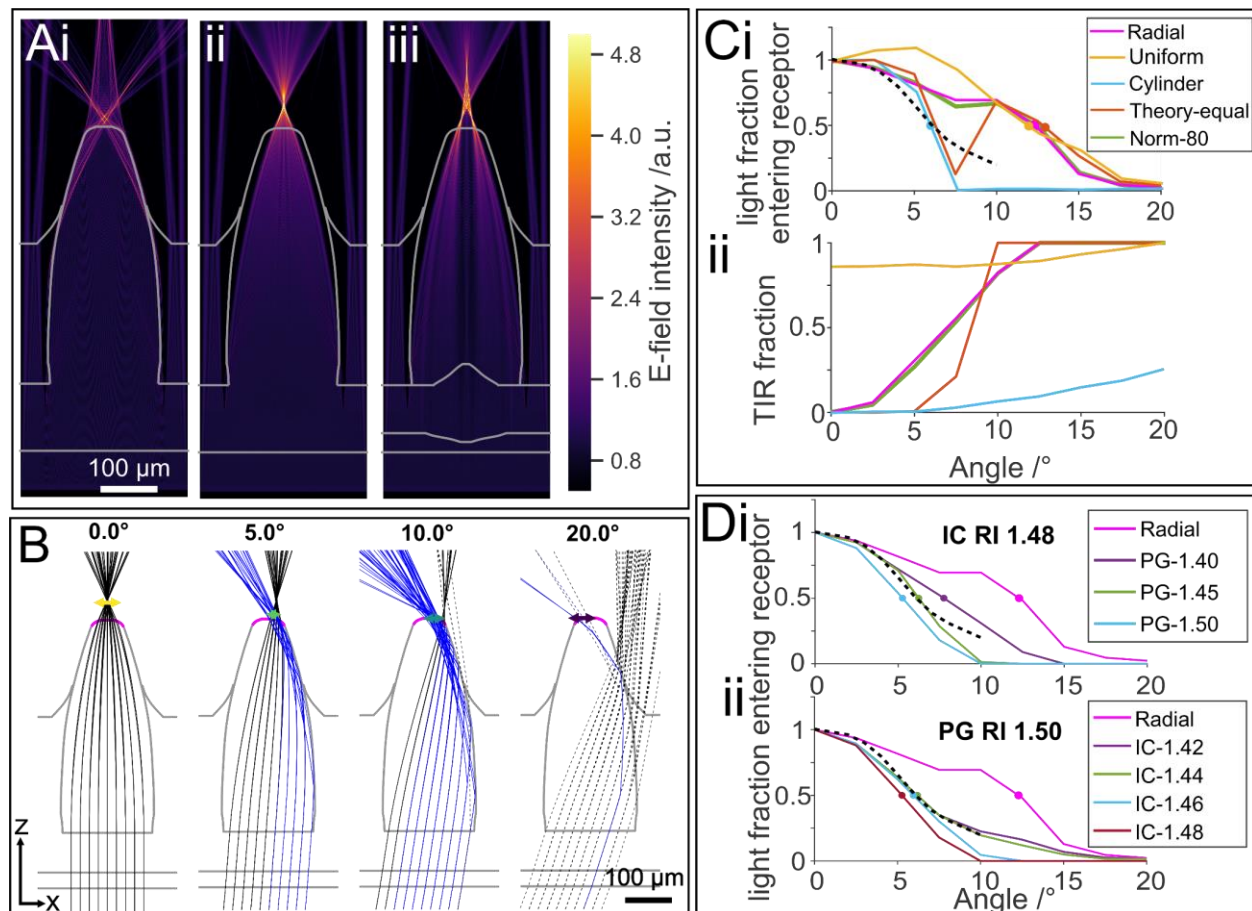 Ai
ii
iii
4.8
4.0
3.2
2.4
1.6
0.8
E-field intensity /a.u.
100 µm
B
0.0°
5.0°
10.0°
20.0°
z
x
100 µm
Ci
light fraction
entering receptor
1
0.5
0
0
5
10
15
20
Radial
Uniform
Cylinder
Theory-equal
Norm-80
ii
TIR fraction
1
0.5
0
0
5
10
15
20
Angle /°
Di
IC RI 1.48
1
0.5
0
0
5
10
15
20
Radial
PG-1.40
PG-1.45
PG-1.50
light fraction entering receptor
ii
PG RI 1.50
1
0.5
0
0
5
10
15
20
Angle /°
Radial
IC-1.42
IC-1.44
IC-1.46
IC-1.48